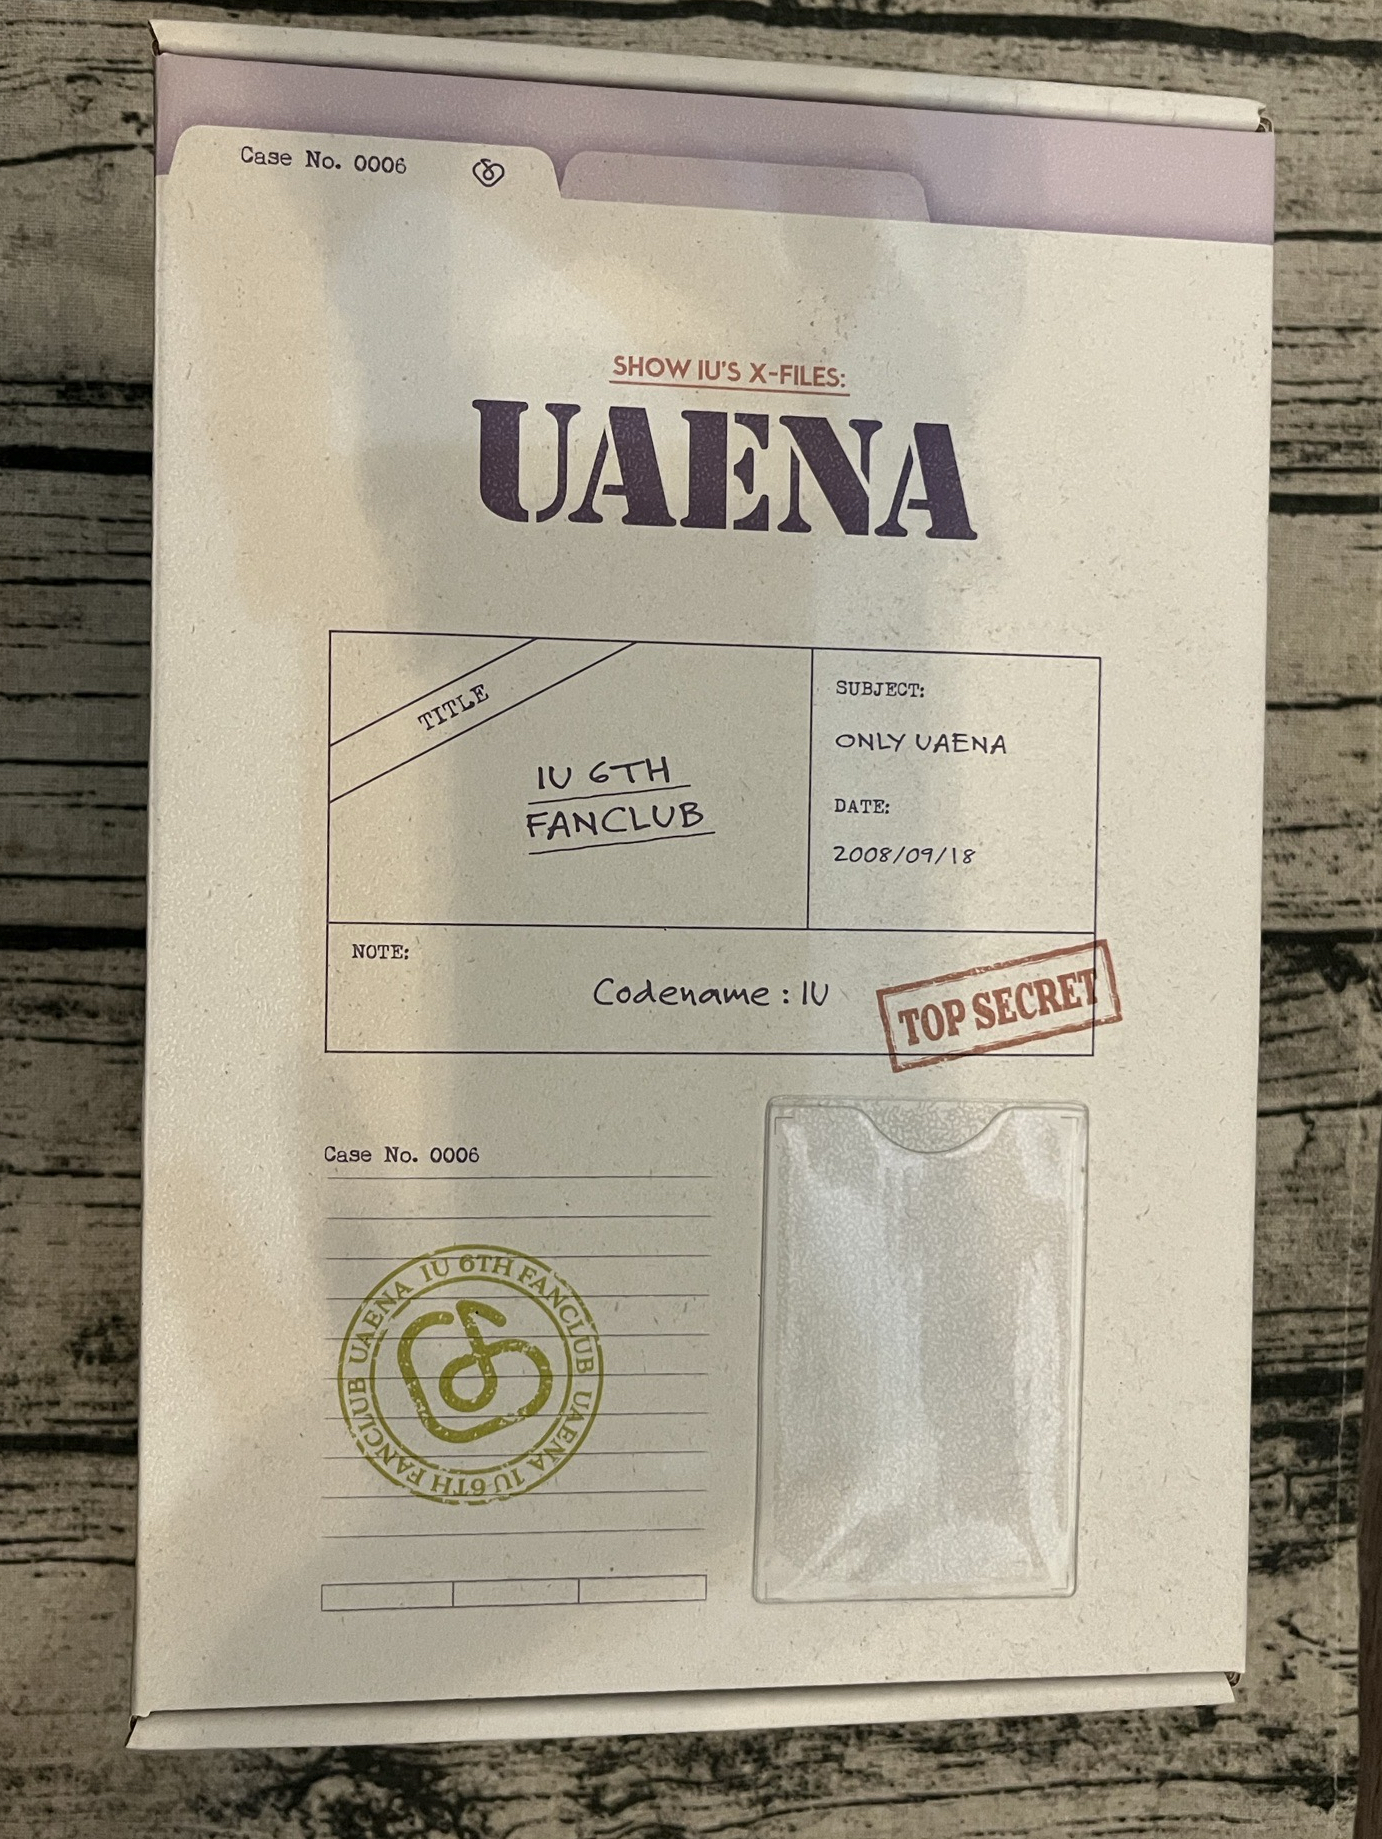 Case No. 0006
SHOW IU'S X-FILES:
UAENA
TITLE
IU 6TH
FANCLUB
SUBJECT:
ONLY UAENA
DATE:
2008/09/18
NOTE:
Codename : IU
TOP SECRET
Case No. 0006
UAENA IU 6TH FANCLUB UAENA IU 6TH FANCLUB